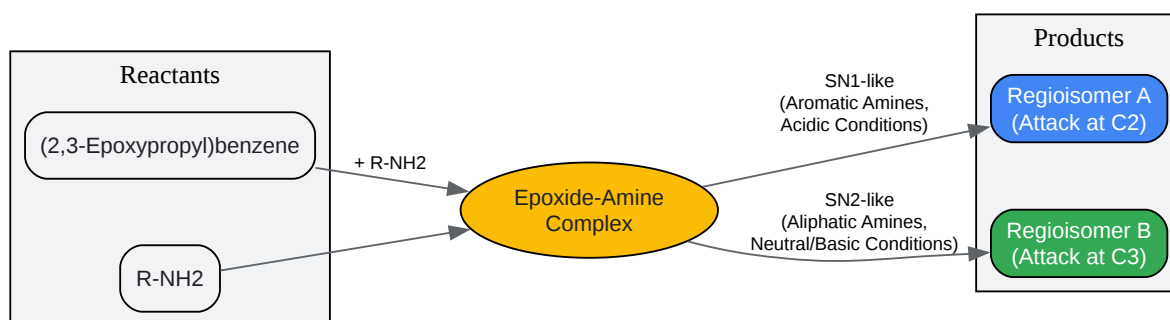 Reactants
(2,3-Epoxypropyl)benzene
R-NH2
+ R-NH2
Epoxide-Amine
Complex
SN1-like
(Aromatic Amines,
Acidic Conditions)
SN2-like
(Aliphatic Amines,
Neutral/Basic Conditions)
Products
Regioisomer A
(Attack at C2)
Regioisomer B
(Attack at C3)